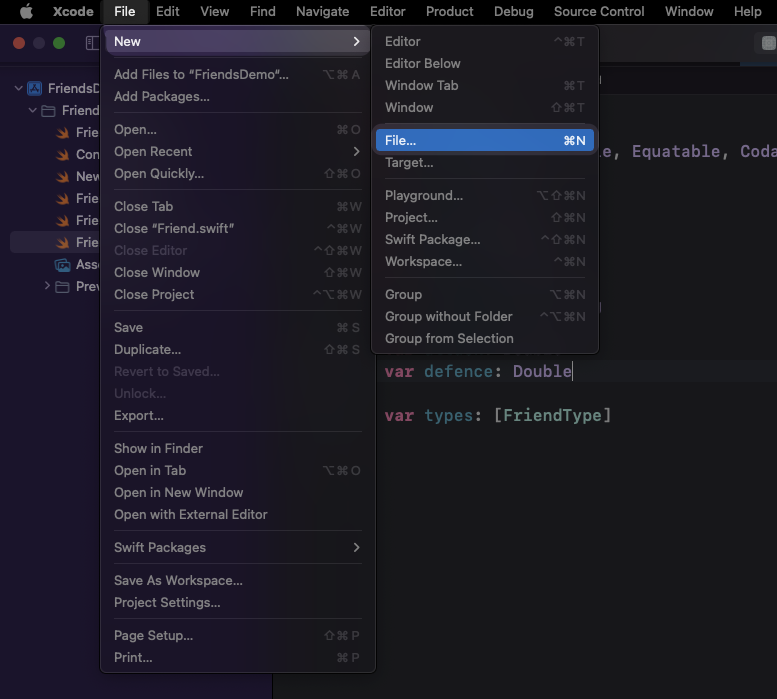 Xcode File Edit View Find Navigate Editor Product Debug Source Control Window Help
New
Add Files to “FriendsDemo”... ⌥⌘A
Add Packages...
Open... ⌘O
Open Recent
Open Quickly... ⇧⌘O
Close Tab ⌘W
Close “Friend.swift” ^⌘W
Close Editor ^⇧⌘W
Close Window ⇧⌘W
Close Project ^⌥⌘W
Save ⌘S
Duplicate... ⇧⌘S
Revert to Saved...
Unlock...
Export...
Show in Finder
Open in Tab ⌥⌘O
Open in New Window
Open with External Editor
Swift Packages
Save As Workspace...
Project Settings...
Page Setup... ⇧⌘P
Print... ⌘P
Editor ^⌘T
Editor Below
Window Tab ⌘T
Window ⇧⌘T
File... ⌘N
Target...
Playground... ⌥⇧⌘N
Project... ⇧⌘N
Swift Package... ^⇧⌘N
Workspace... ^⌘N
Group ⌥⌘N
Group without Folder ^⌥⌘N
Group from Selection
FriendsD
Friend
Frie
Con
New
Frie
Frie
Frie
Asse
Prev
e, Equatable, Coda
var defence: Double
var types: [FriendType]